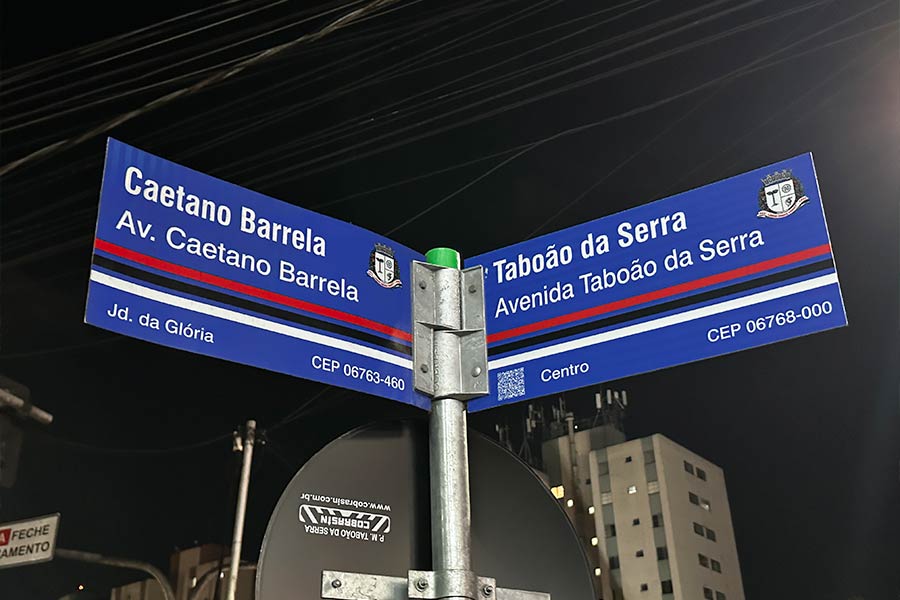 Caetano Barrela
Av. Caetano Barrela
Jd. da Glória
CEP 06763-460
Taboão da Serra
Avenida Taboão da Serra
Centro
CEP 06768-000
P. M. TABOÃO DA SERRA
COBRASIN
www.cobrasin.com.br
FECHE
AMENTO